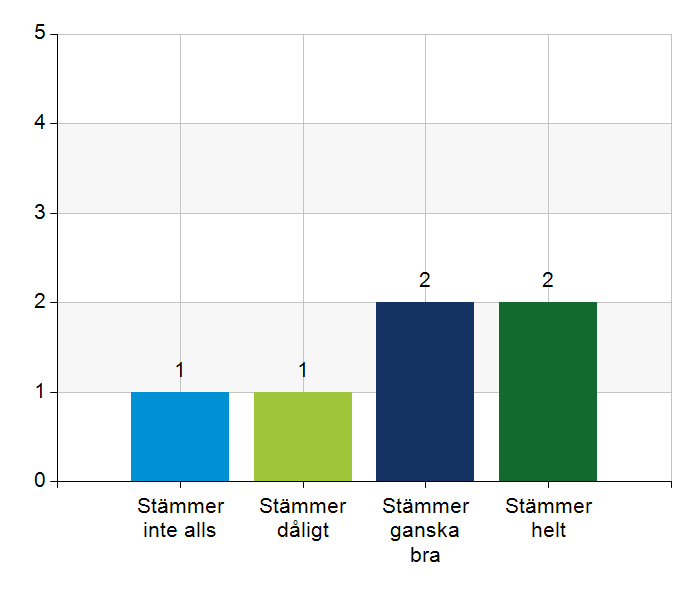 5
4
3
2
1
0
1
1
2
2
Stämmer
inte alls
Stämmer
dåligt
Stämmer
ganska
bra
Stämmer
helt